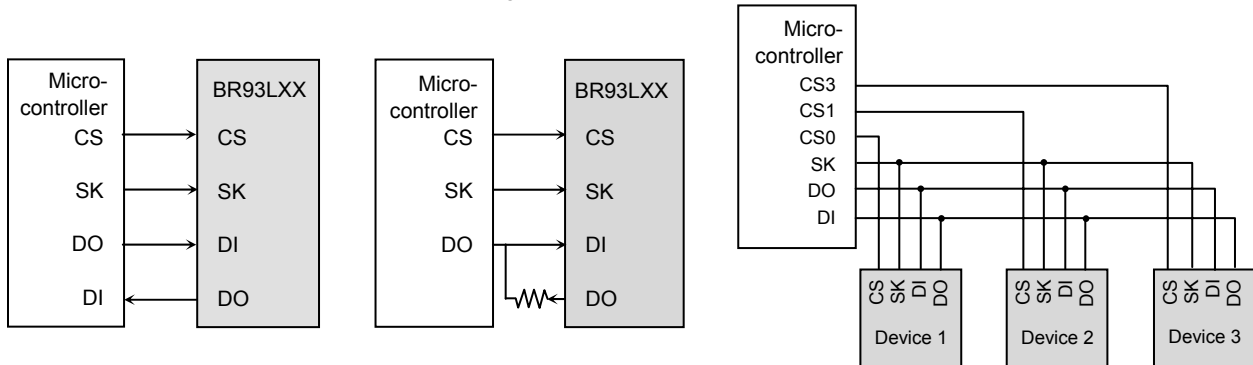 Micro-
controller
CS
SK
DO
DI
BR93LXX
CS
SK
DI
DO
Micro-
controller
CS
SK
DO
BR93LXX
CS
SK
DI
DO
Micro-
controller
CS3
CS1
CS0
SK
DO
DI
CS
SK
DI
DO
Device 1
CS
SK
DI
DO
Device 2
CS
SK
DI
DO
Device 3